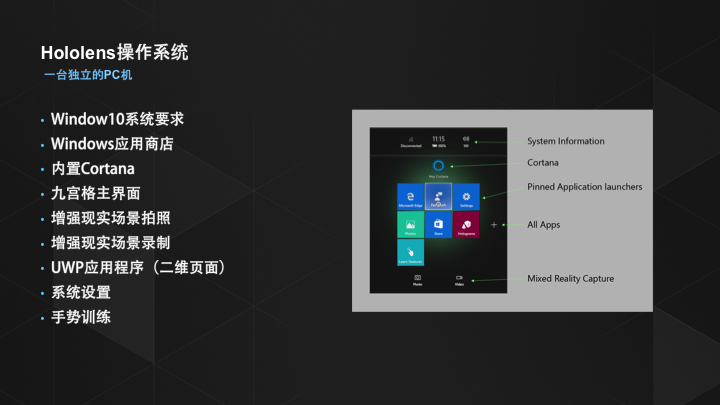 Hololens操作系统
一台独立的PC机
• Window10系统要求
• Windows应用商店
• 内置Cortana
• 九宫格主界面
• 增强现实场景拍照
• 增强现实场景录制
• UWP应用程序（二维页面）
• 系统设置
• 手势训练
11:15
Disconnected
86%
100
Hey Cortana
Microsoft Edge
Settings
Photos
Store
Holograms
Learn Gestures
Photo
Video
System Information
Cortana
Pinned Application launchers
All Apps
Mixed Reality Capture